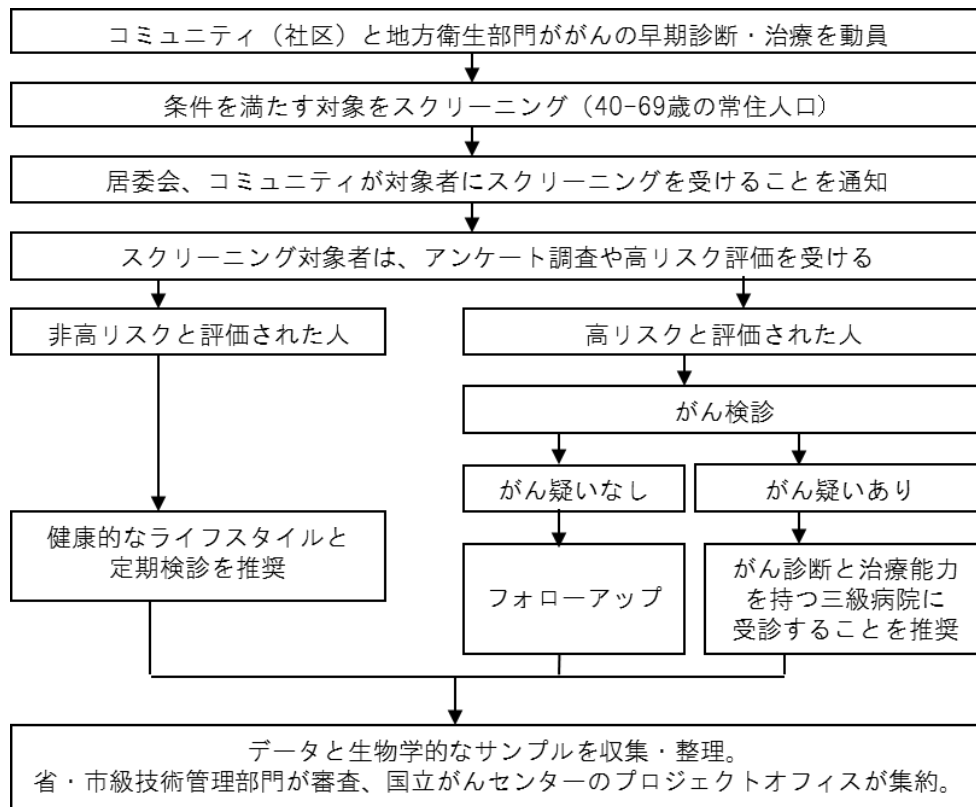 コミュニティ（社区）と地方衛生部門ががんの早期診断・治療を動員
条件を満たす対象をスクリーニング（40-69歳の常住人口）
居委会、コミュニティが対象者にスクリーニングを受けることを通知
スクリーニング対象者は、アンケート調査や高リスク評価を受ける
非高リスクと評価された人
高リスクと評価された人
がん検診
がん疑いなし
がん疑いあり
健康的なライフスタイルと
定期検診を推奨
フォローアップ
がん診断と治療能力
を持つ三級病院に
受診することを推奨
データと生物学的なサンプルを収集・整理。
省・市級技術管理部門が審査、国立がんセンターのプロジェクトオフィスが集約。